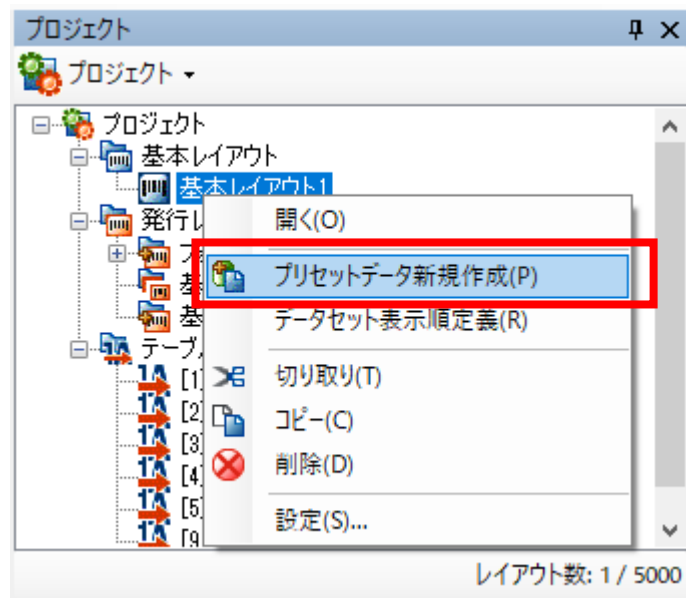 プロジェクト
プロジェクト
プロジェクト
基本レイアウト
基本レイアウト1
発行レ
開く(O)
プリセットデータ新規作成(P)
基
データセット表示順定義(R)
基
テーブ
切り取り(T)
[1]
コピー(C)
[2]
[3]
削除(D)
[4]
[5]
設定(S)...
[9
レイアウト数: 1 / 5000